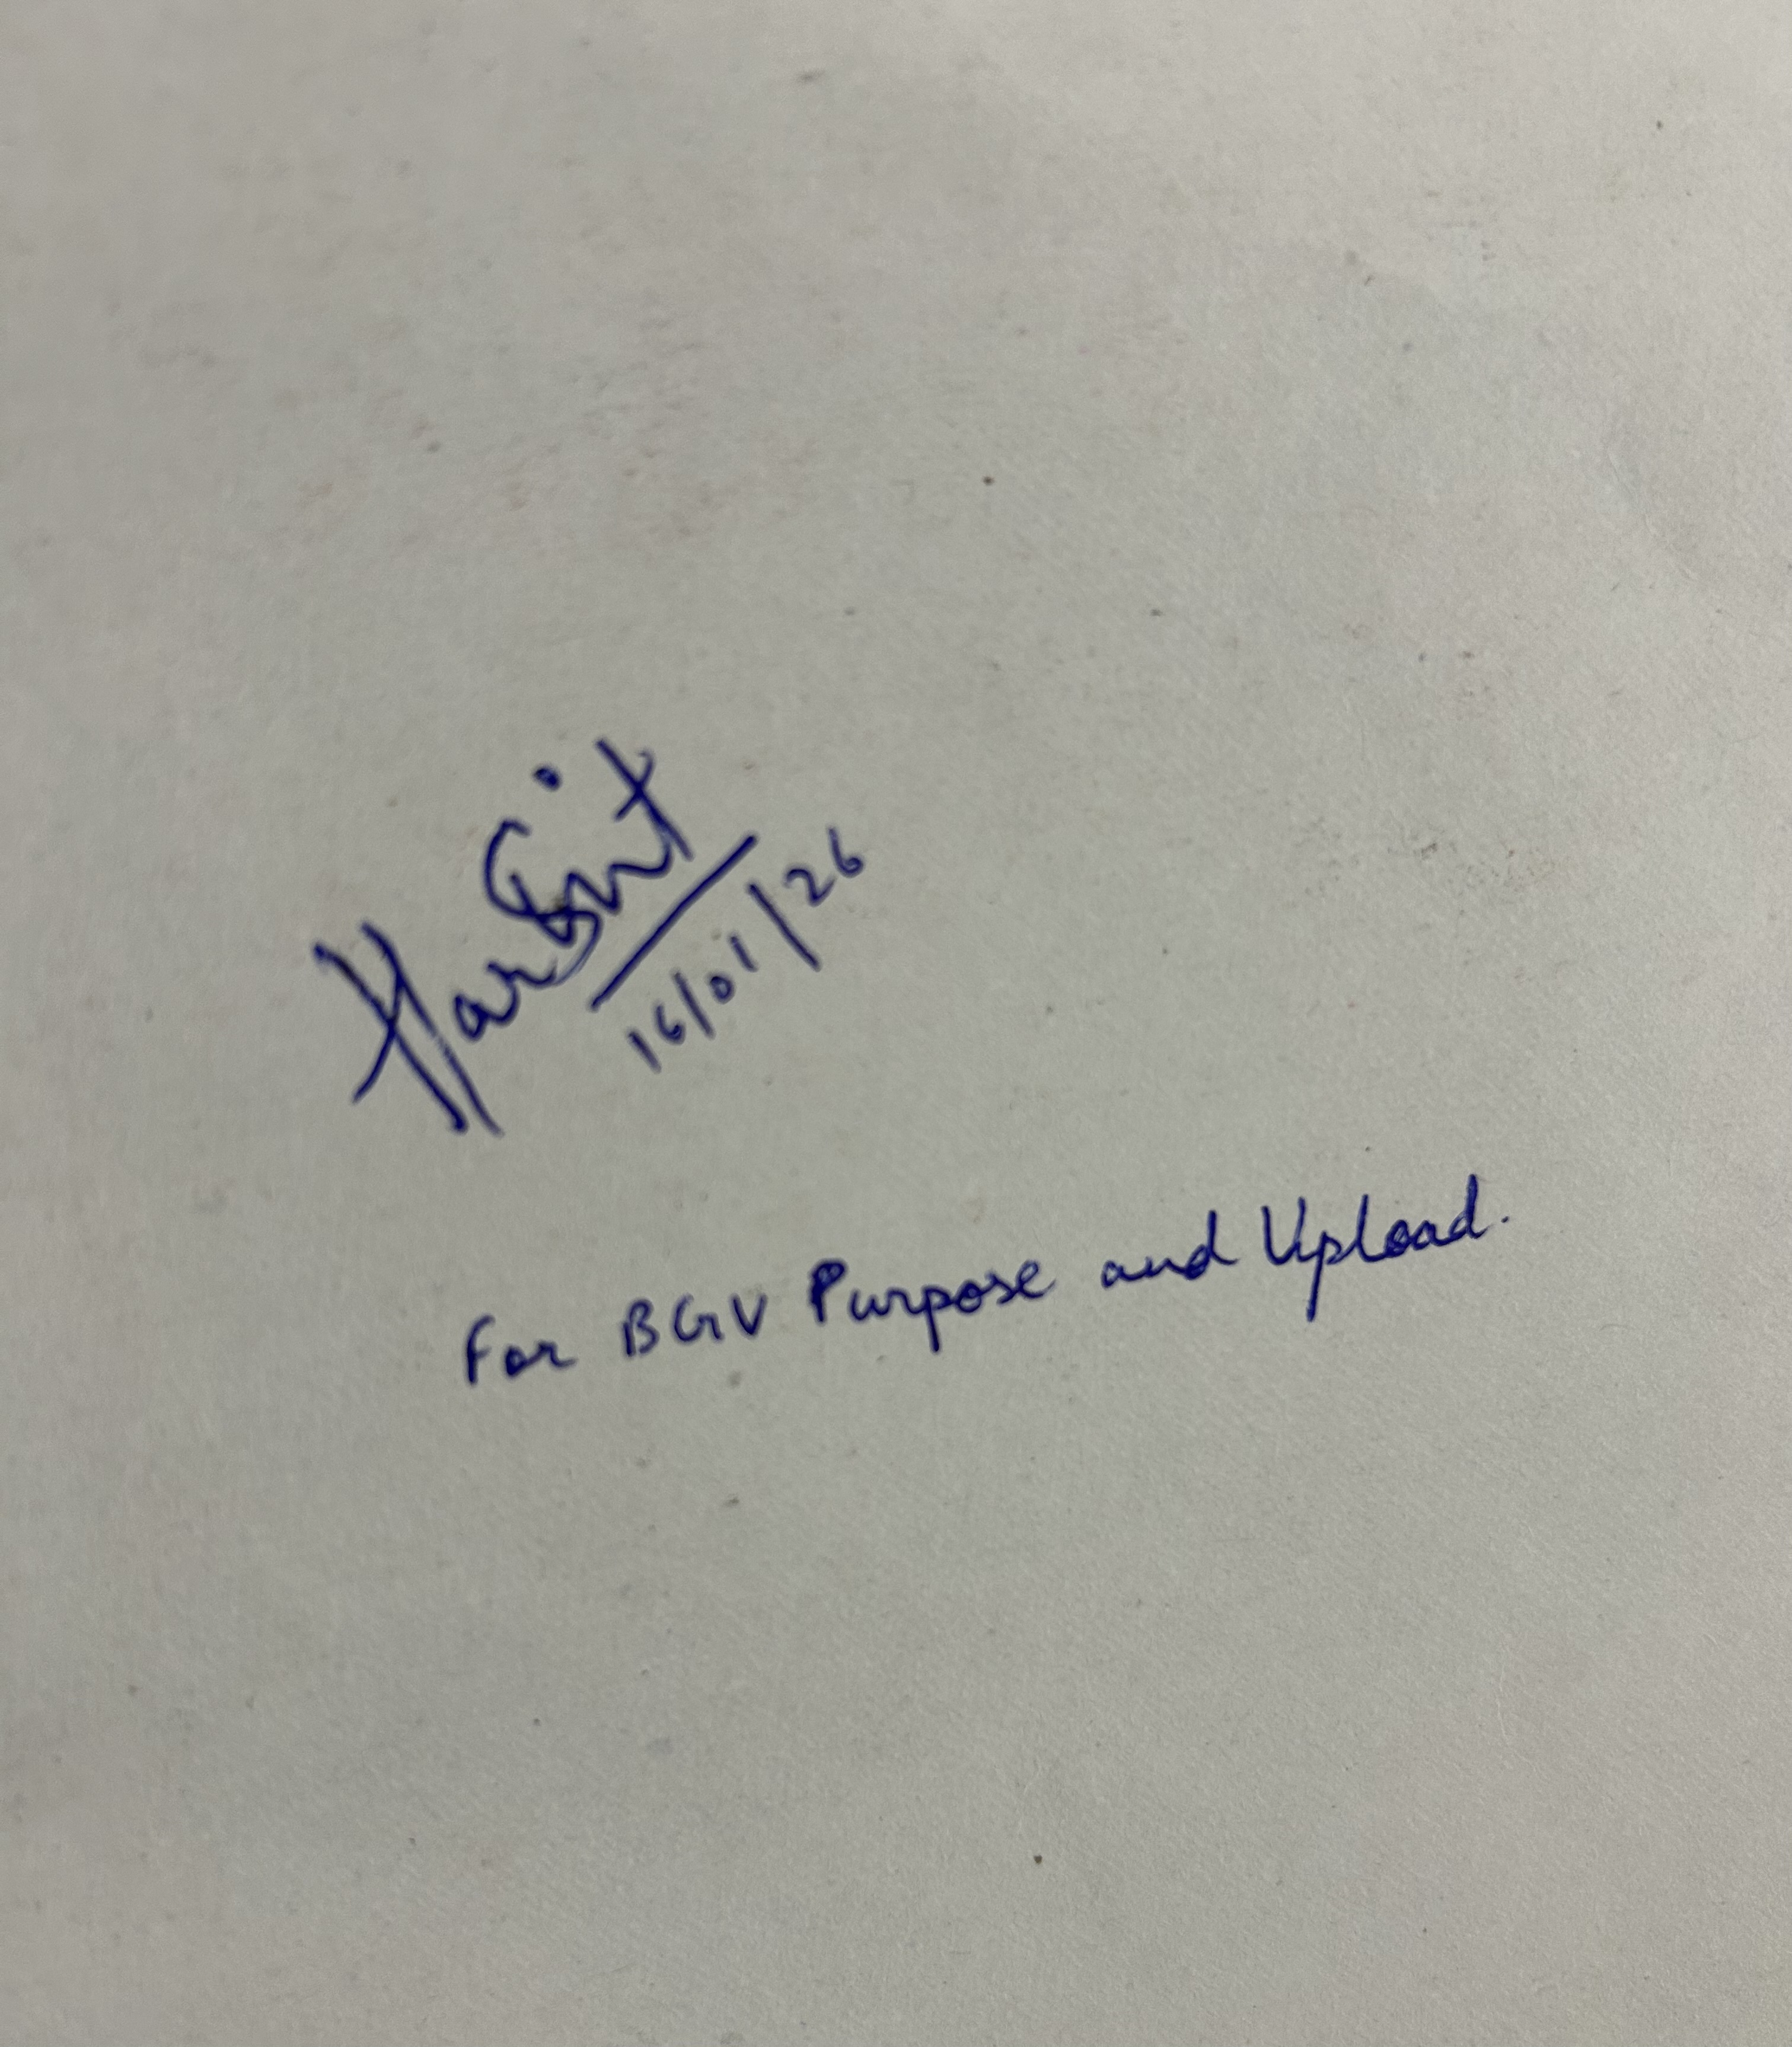 16/01/26
For BGV Purpose and Upload.